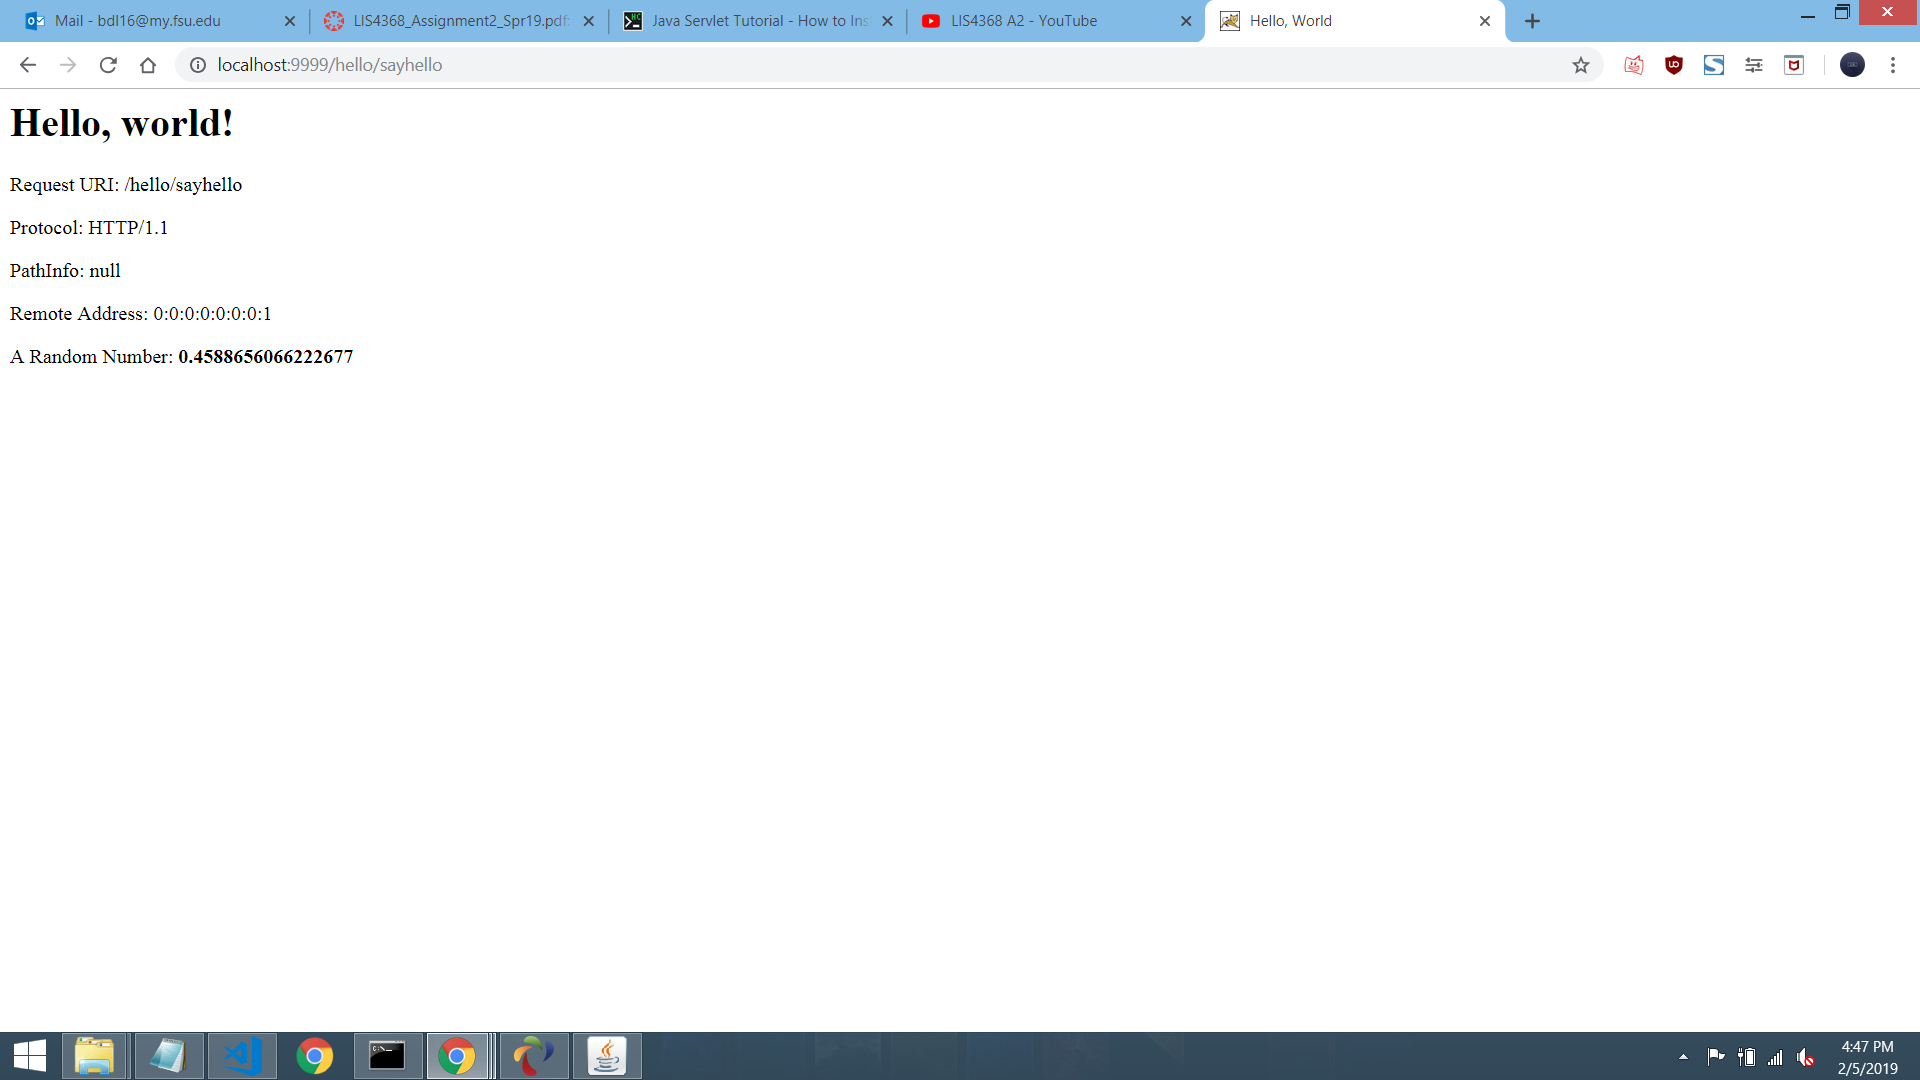 Mail - bdl16@my.fsu.edu
LIS4368_Assignment2_Spr19.pdf:
Java Servlet Tutorial - How to Ins
LIS4368 A2 - YouTube
Hello, World
localhost:9999/hello/sayhello
Hello, world!
Request URI: /hello/sayhello
Protocol: HTTP/1.1
PathInfo: null
Remote Address: 0:0:0:0:0:0:0:1
A Random Number: 0.4588656066222677
4:47 PM
2/5/2019